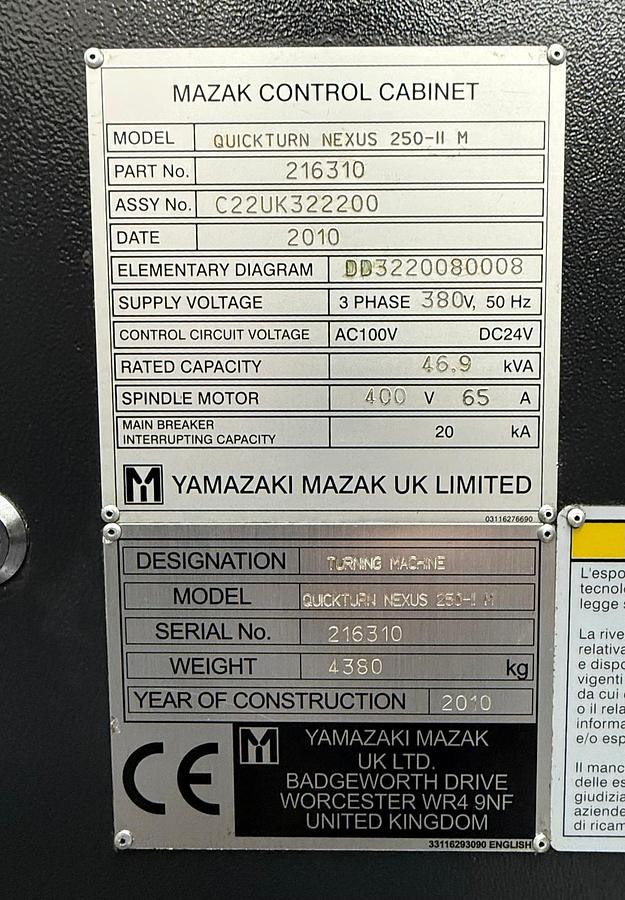 MAZAK CONTROL CABINET
MODEL QUICKTURN NEXUS 250-II M
PART No. 216310
ASSY No. C22UK322200
DATE 2010
ELEMENTARY DIAGRAM DD3220080008
SUPPLY VOLTAGE 3 PHASE 380V, 50 Hz
CONTROL CIRCUIT VOLTAGE AC100V DC24V
RATED CAPACITY 46.9 kVA
SPINDLE MOTOR 400 V 65 A
MAIN BREAKER
INTERRUPTING CAPACITY 20 kA
YAMAZAKI MAZAK UK LIMITED
03116276690
DESIGNATION TURNING MACHINE
MODEL QUICKTURN NEXUS 250-II M
SERIAL No. 216310
WEIGHT 4380 kg
YEAR OF CONSTRUCTION 2010
CE
YAMAZAKI MAZAK
UK LTD.
BADGEWORTH DRIVE
WORCESTER WR4 9NF
UNITED KINGDOM
33116293090 ENGLISH
L'espo
tecnolo
legge s
La rive
relativa
e dispo
vigenti
da cui
o il rela
informa
e/o esp
Il manc
delle es
giudizia
aziende
di ricam